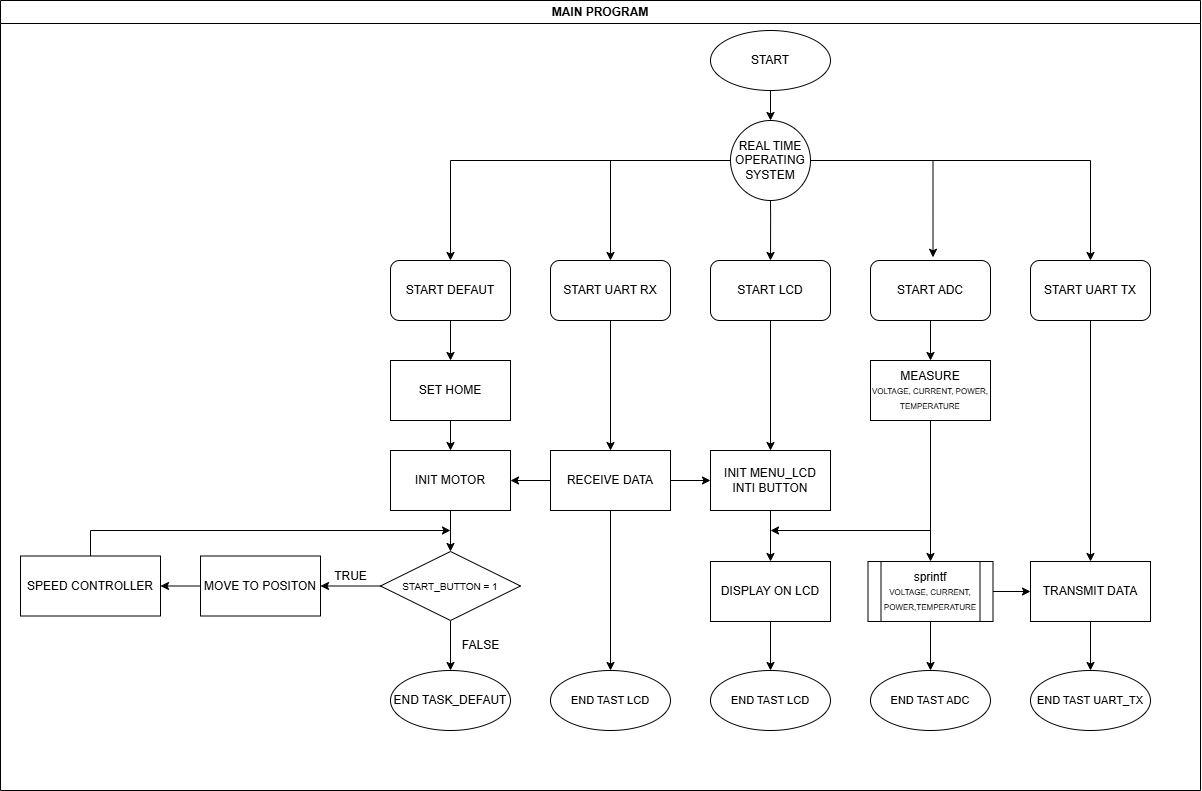 MAIN PROGRAM
START
REAL TIME
OPERATING
SYSTEM
START DEFAUT
START UART RX
START LCD
START ADC
START UART TX
SET HOME
MEASURE
VOLTAGE, CURRENT, POWER,
TEMPERATURE
INIT MOTOR
RECEIVE DATA
INIT MENU_LCD
INTI BUTTON
SPEED CONTROLLER
MOVE TO POSITON
TRUE
START_BUTTON = 1
FALSE
DISPLAY ON LCD
sprintf
VOLTAGE, CURRENT,
POWER,TEMPERATURE
TRANSMIT DATA
END TASK_DEFAUT
END TAST LCD
END TAST LCD
END TAST ADC
END TAST UART_TX